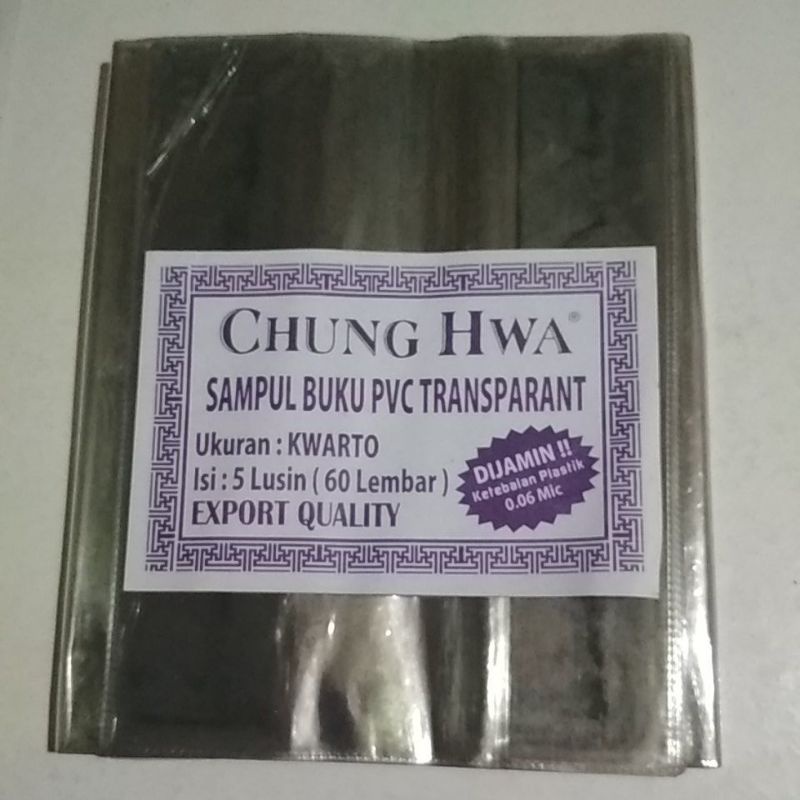 CHUNG HWA®
SAMPUL BUKU PVC TRANSPARANT
Ukuran : KWARTO
Isi : 5 Lusin ( 60 Lembar )
EXPORT QUALITY
DIJAMIN !!
Ketebalan Plastik
0.06 Mic